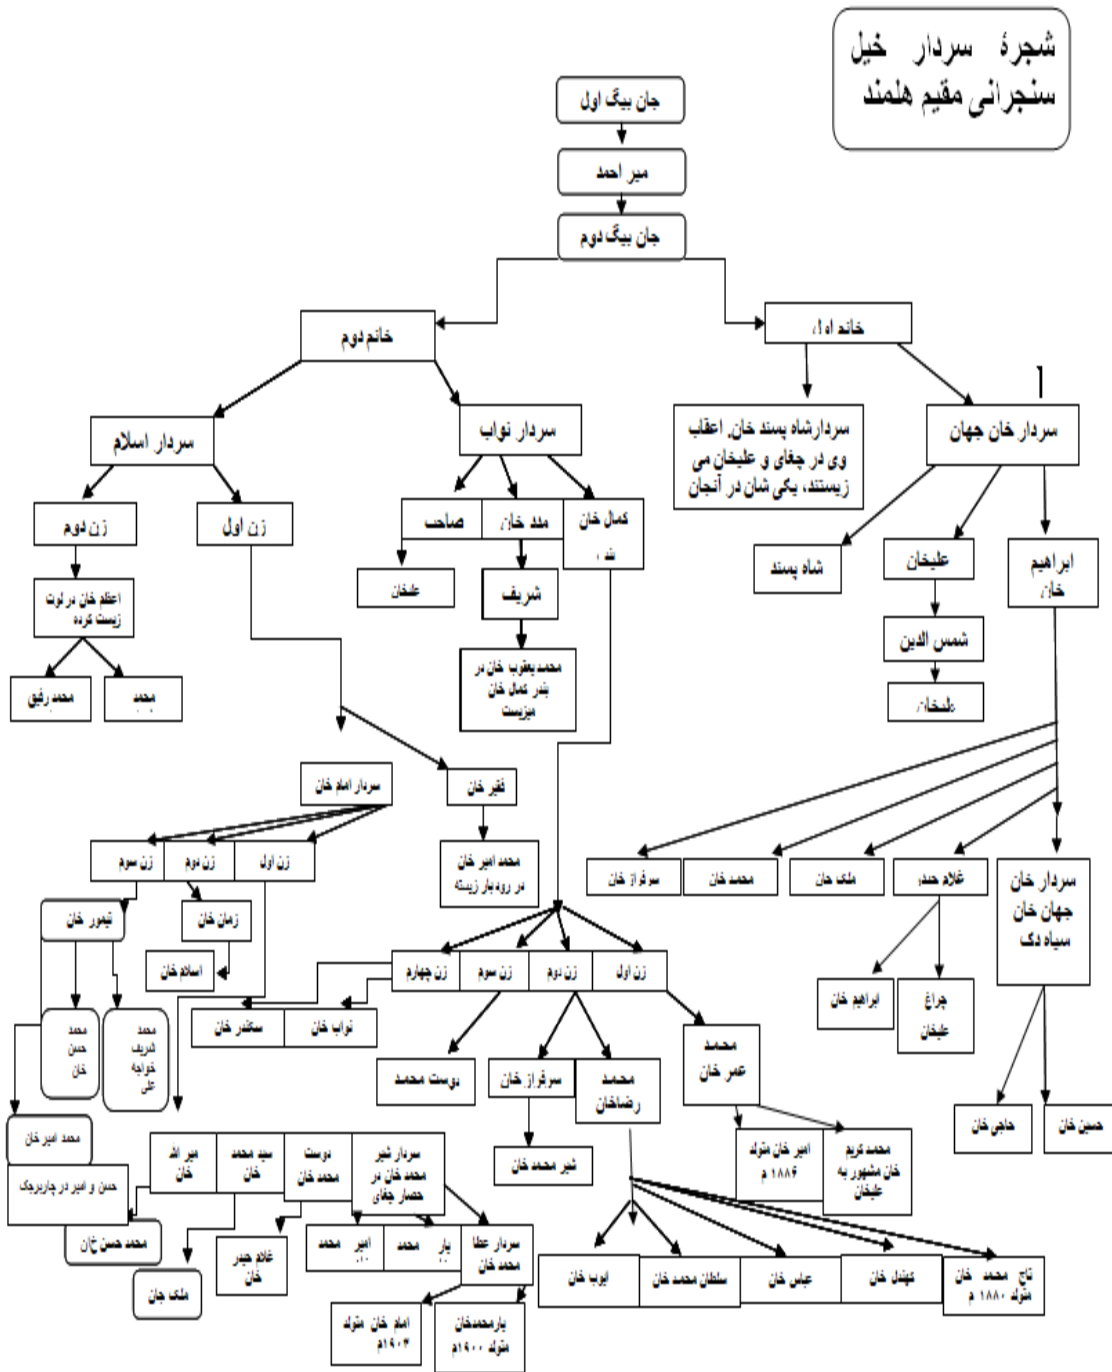 شجرۀ سردار خیل
سنجرانی مقیم هلمند
جان بیگ اول
میر احمد
جان بیگ دوم
خانم اول
خانم دوم
سردار خان جهان
سردارشاه پسند خان. اعقاب
وی در چغای و علیخان می
زیستند، یکی شان در آنجان
سردار نواب
سردار اسلام
ابراهیم
خان
علیخان
شاه پسند
کمال خان
مدد خان
صاحب
زن اول
زن دوم
شمس الدین
علیخان
شریف
علیخان
محمد یعقوب خان در
بندر کمال خان
میزیست
اعظم خان در لوت
زیست کرده
محمد
محمد رفیق
فقیر خان
سردار امام خان
محمد امیر خان
در رود بار زیسته
زن اول
زن دوم
زن سوم
سردار خان
جهان خان
سیاه دک
غلام حیدر
ملک خان
محمد خان
سرفراز خان
زمان خان
تیمور خان
اسلام خان
زن اول
زن دوم
زن سوم
زن چهارم
ابراهیم خان
چراغ
علیخان
نواب خان
سکندر خان
محمد
عمر خان
محمد
رضاخان
سرفراز خان
دوست محمد
محمد
شریف
خواجه
علی
محمد
حسن
خان
حسین خان
حاجی خان
محمد کریم
خان مشهور به
علیخان
امیر خان متولد
۱۸۸۶ م
شیر محمد خان
سردار شیر
محمد خان در
حصار چغای
دوست
محمد خان
سید محمد
خان
میر الله
خان
محمد امیر خان
حسن و امیر در چاربرجک
محمد حسن خان
ملک جان
غلام حیدر
خان
امیر محمد
یار محمد
سردار عطا
محمد خان
تاج محمد خان
متولد ۱۸۸۰ م
کهندل خان
عباس خان
سلطان محمد خان
ایوب خان
یارمحمدخان
متولد ۱۹۰۰م
امام خان متولد
۱۹۰۳م